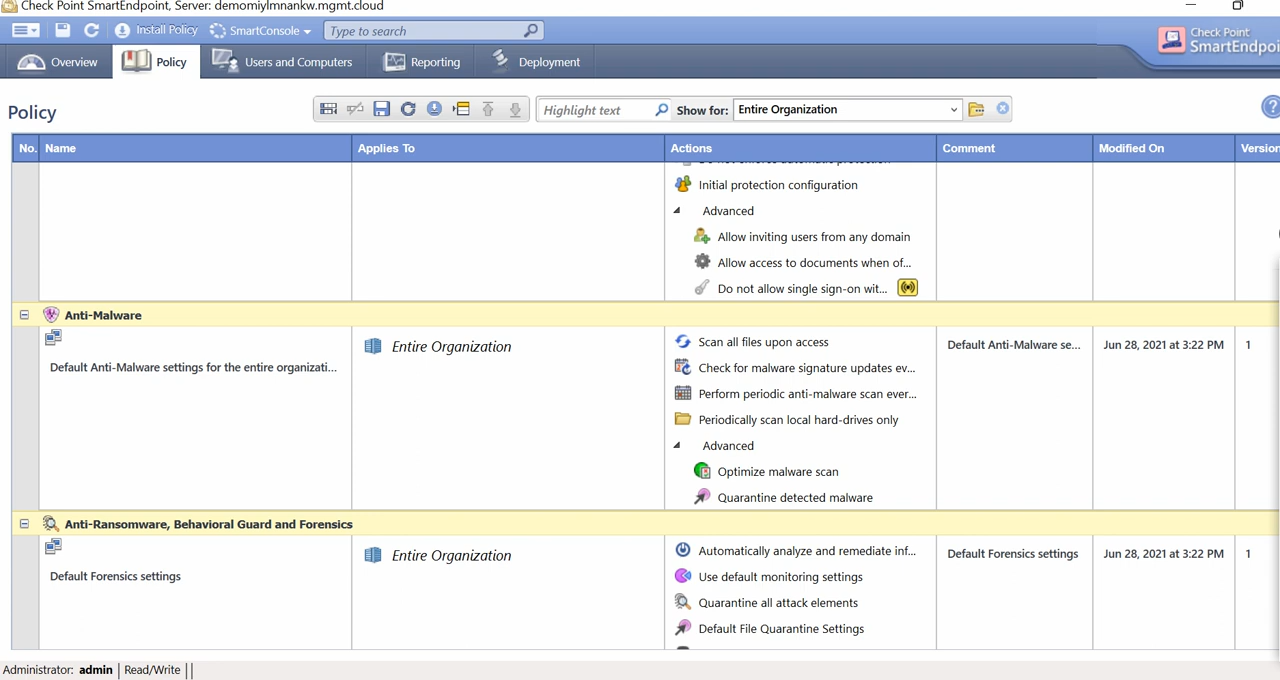 Check Point SmartEndpoint, Server: demomiylmnankw.mgmt.cloud
Install Policy SmartConsole Type to search
Check Point
SmartEndpoi
Overview Policy Users and Computers Reporting Deployment
Policy Highlight text Show for: Entire Organization
No. Name Applies To Actions Comment Modified On Version
Do not enforce automatic protection
Initial protection configuration
Advanced
Allow inviting users from any domain
Allow access to documents when of...
Do not allow single sign-on wit...
Anti-Malware
Scan all files upon access
Entire Organization Default Anti-Malware se... Jun 28, 2021 at 3:22 PM 1
Default Anti-Malware settings for the entire organizati... Check for malware signature updates ev...
Perform periodic anti-malware scan ever...
Periodically scan local hard-drives only
Advanced
Optimize malware scan
Quarantine detected malware
Anti-Ransomware, Behavioral Guard and Forensics
Entire Organization Automatically analyze and remediate inf... Default Forensics settings Jun 28, 2021 at 3:22 PM 1
Default Forensics settings Use default monitoring settings
Quarantine all attack elements
Default File Quarantine Settings
Administrator: admin Read/Write